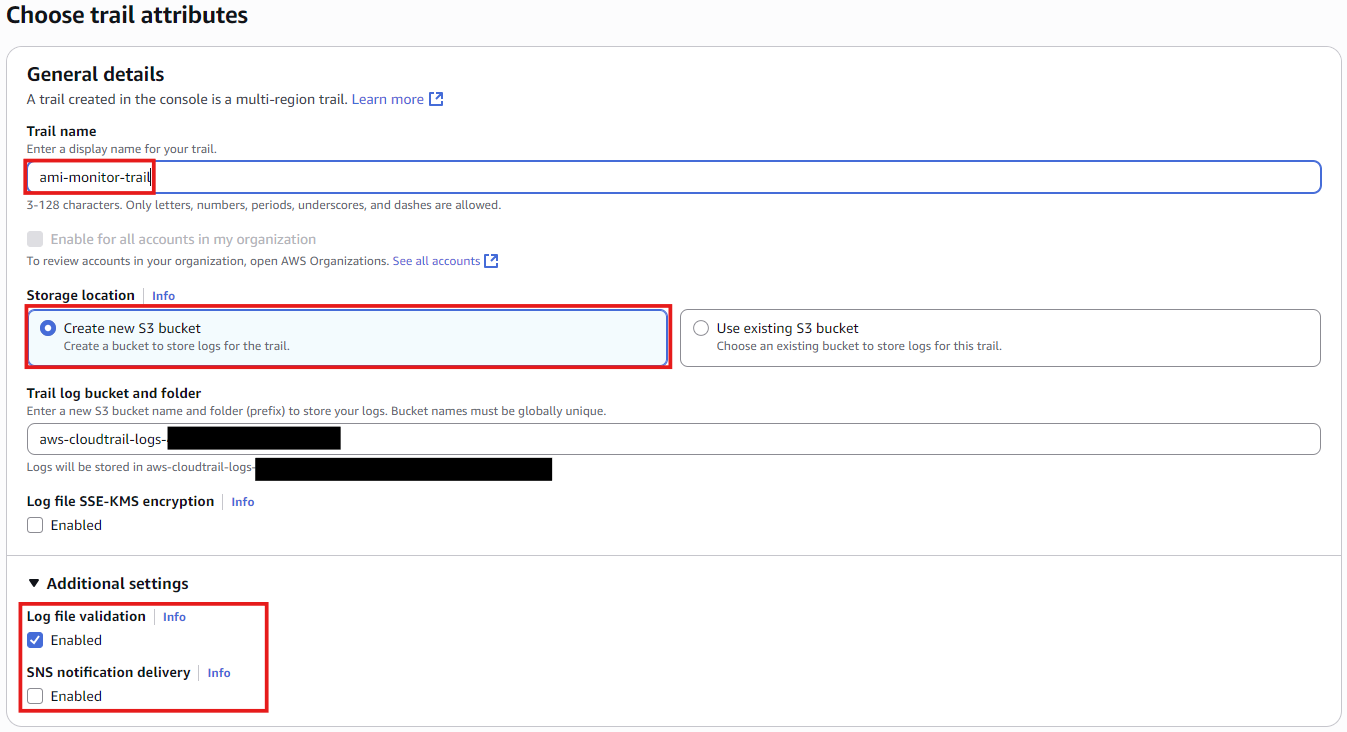 Choose trail attributes
General details
A trail created in the console is a multi-region trail. Learn more
Trail name
Enter a display name for your trail.
ami-monitor-trail
3-128 characters. Only letters, numbers, periods, underscores, and dashes are allowed.
Enable for all accounts in my organization
To review accounts in your organization, open AWS Organizations. See all accounts
Storage location Info
Create new S3 bucket
Create a bucket to store logs for the trail.
Use existing S3 bucket
Choose an existing bucket to store logs for this trail.
Trail log bucket and folder
Enter a new S3 bucket name and folder (prefix) to store your logs. Bucket names must be globally unique.
aws-cloudtrail-logs-
Logs will be stored in aws-cloudtrail-logs-
Log file SSE-KMS encryption Info
Enabled
Additional settings
Log file validation Info
Enabled
SNS notification delivery Info
Enabled